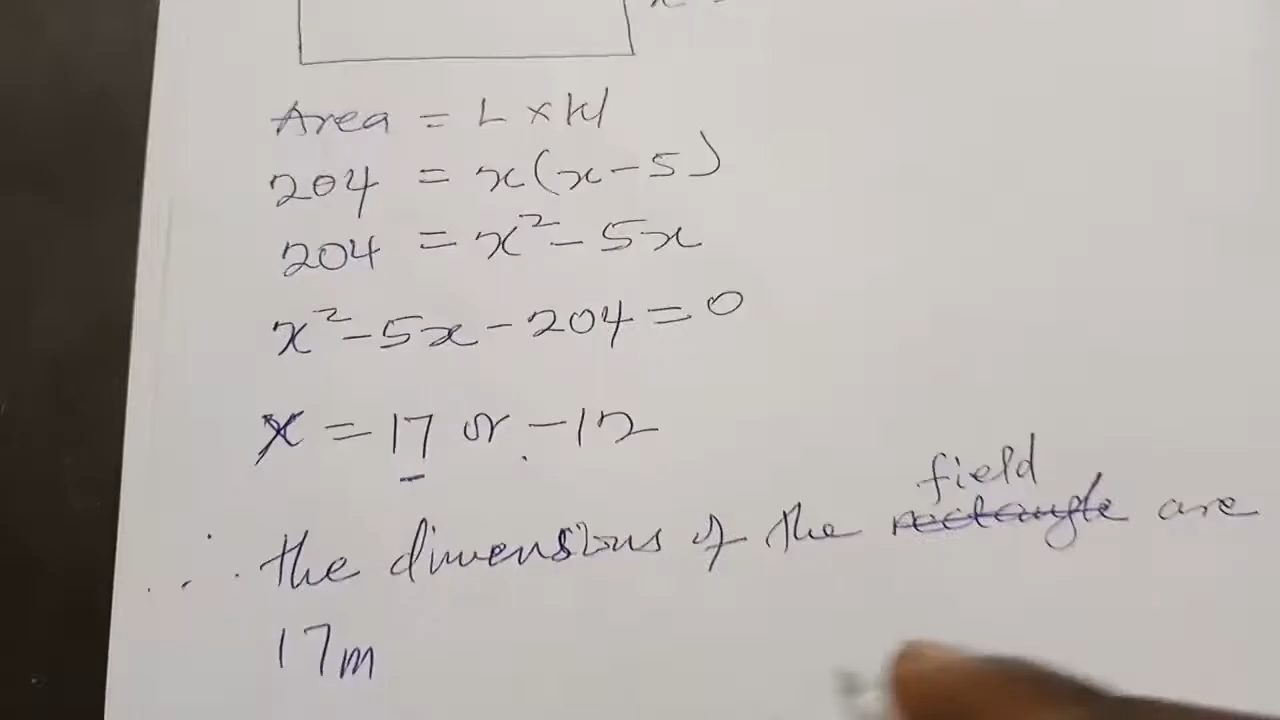 Area = L × W
204 = x(x - 5)
204 = x² - 5x
x² - 5x - 204 = 0
x = 17 or -12
field
∴ the dimensions of the rectangle are
17m